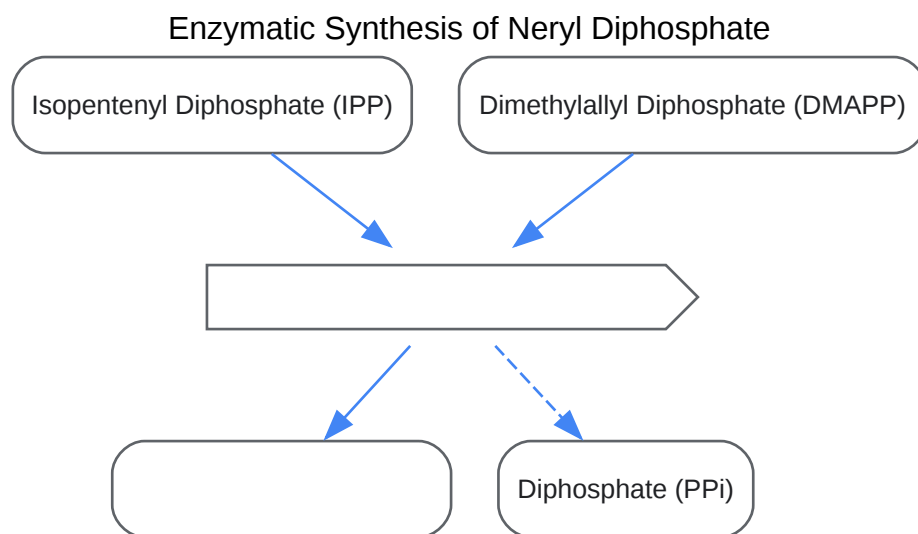 Enzymatic Synthesis of Neryl Diphosphate
Isopentenyl Diphosphate (IPP)
Dimethylallyl Diphosphate (DMAPP)
Diphosphate (PPi)